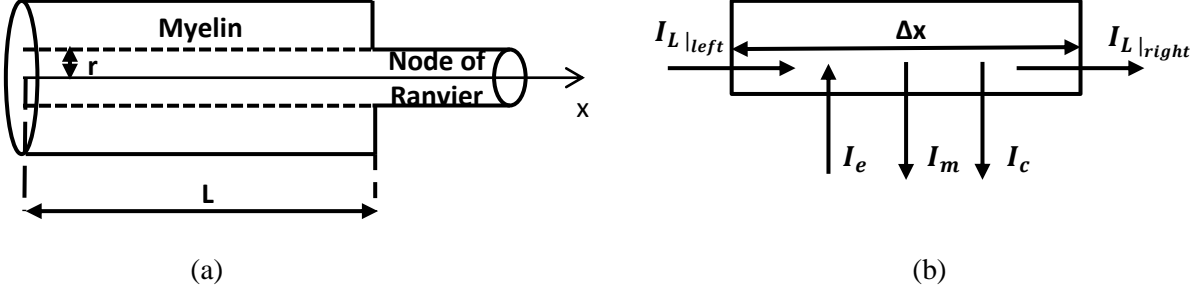 Myelin
r
Node of
Ranvier
x
L
(a)
I_L|_left
Δx
I_L|_right
I_e
I_m
I_c
(b)